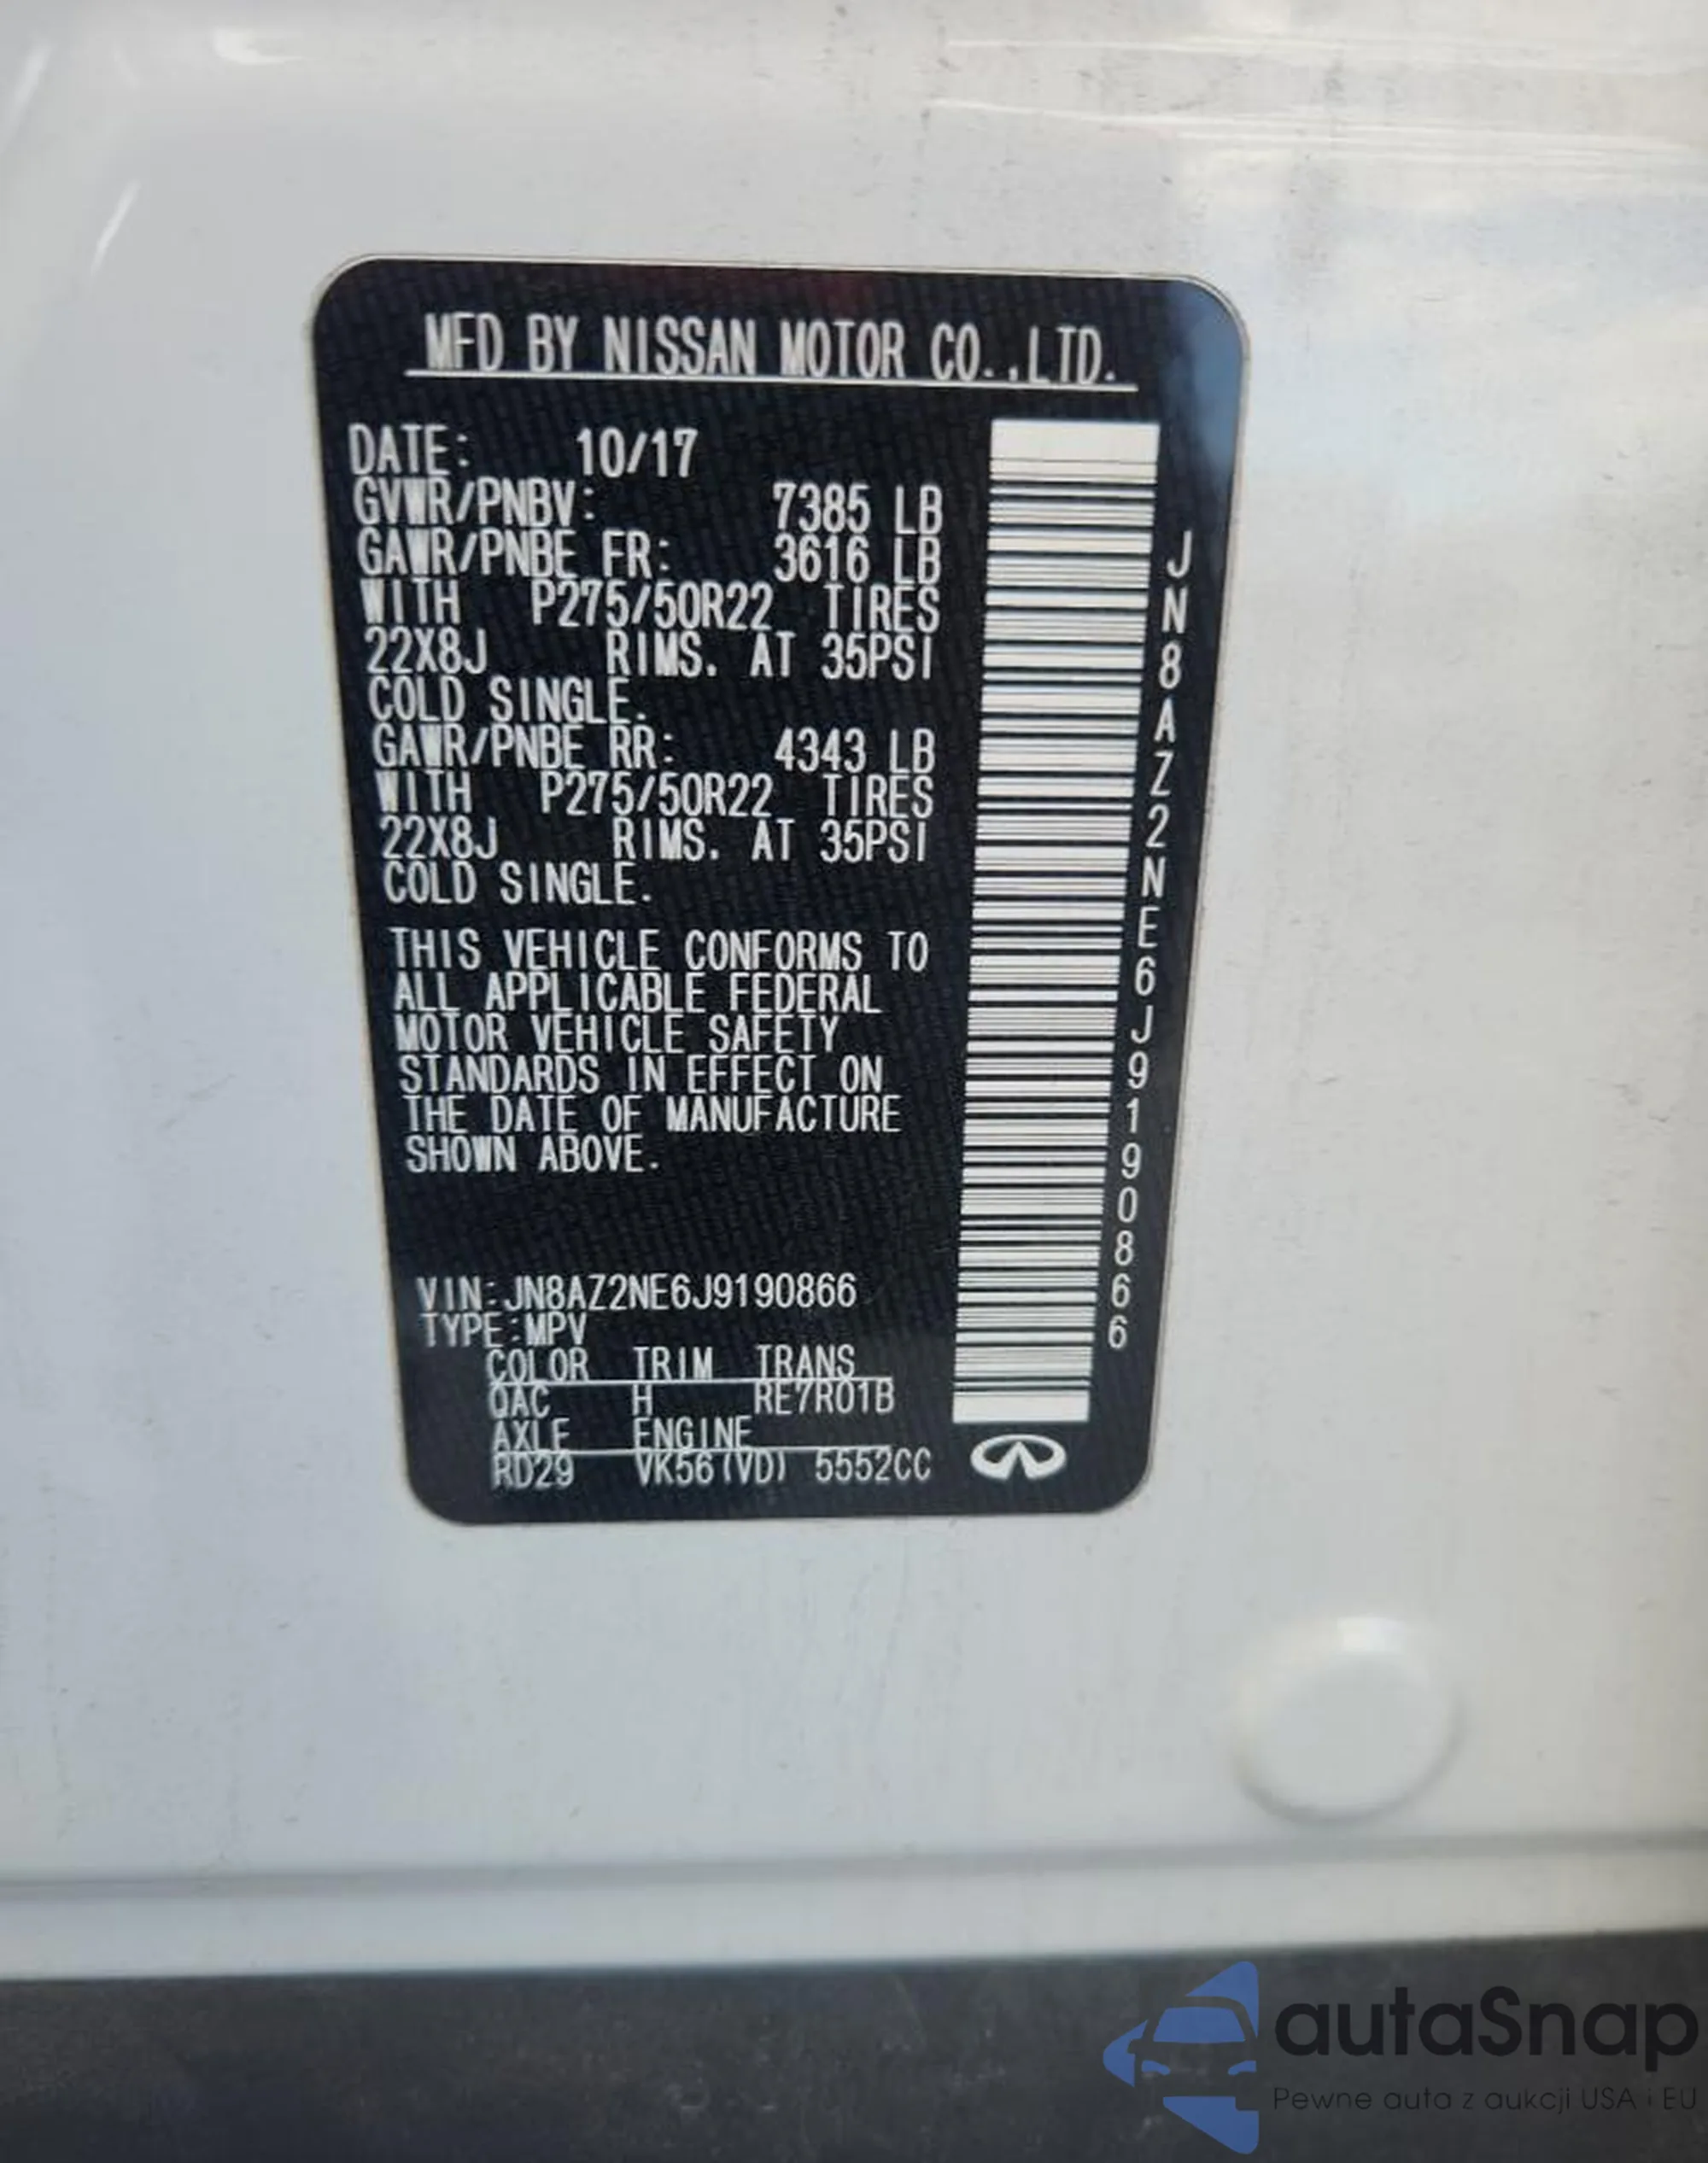 MFD BY NISSAN MOTOR CO.,LTD.
DATE: 10/17
GVWR/PNBV: 7385 LB
GAWR/PNBE FR: 3616 LB
WITH P275/50R22 TIRES
22X8J RIMS. AT 35PSI
COLD SINGLE.
GAWR/PNBE RR: 4343 LB
WITH P275/50R22 TIRES
22X8J RIMS. AT 35PSI
COLD SINGLE.
THIS VEHICLE CONFORMS TO
ALL APPLICABLE FEDERAL
MOTOR VEHICLE SAFETY
STANDARDS IN EFFECT ON
THE DATE OF MANUFACTURE
SHOWN ABOVE.
VIN:JN8AZ2NE6J9190866
TYPE:MPV
COLOR TRIM TRANS
QAC H RE7R01B
AXLE ENGINE
RD29 VK56(VD) 5552CC
JN8AZ2NE6J9190866
autaSnap
Pewne auta z aukcji USA i EU